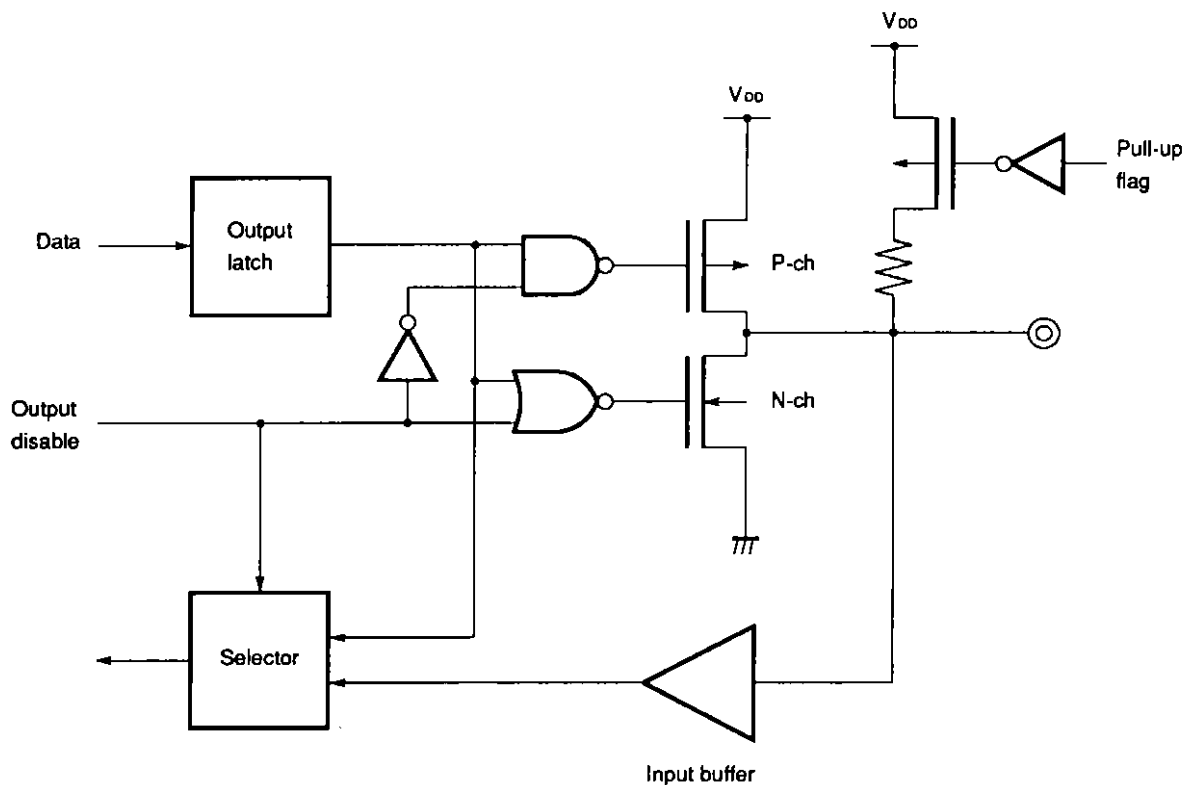 VDD
VDD
Pull-up
flag
Data
Output
latch
P-ch
Output
disable
N-ch
Selector
Input buffer